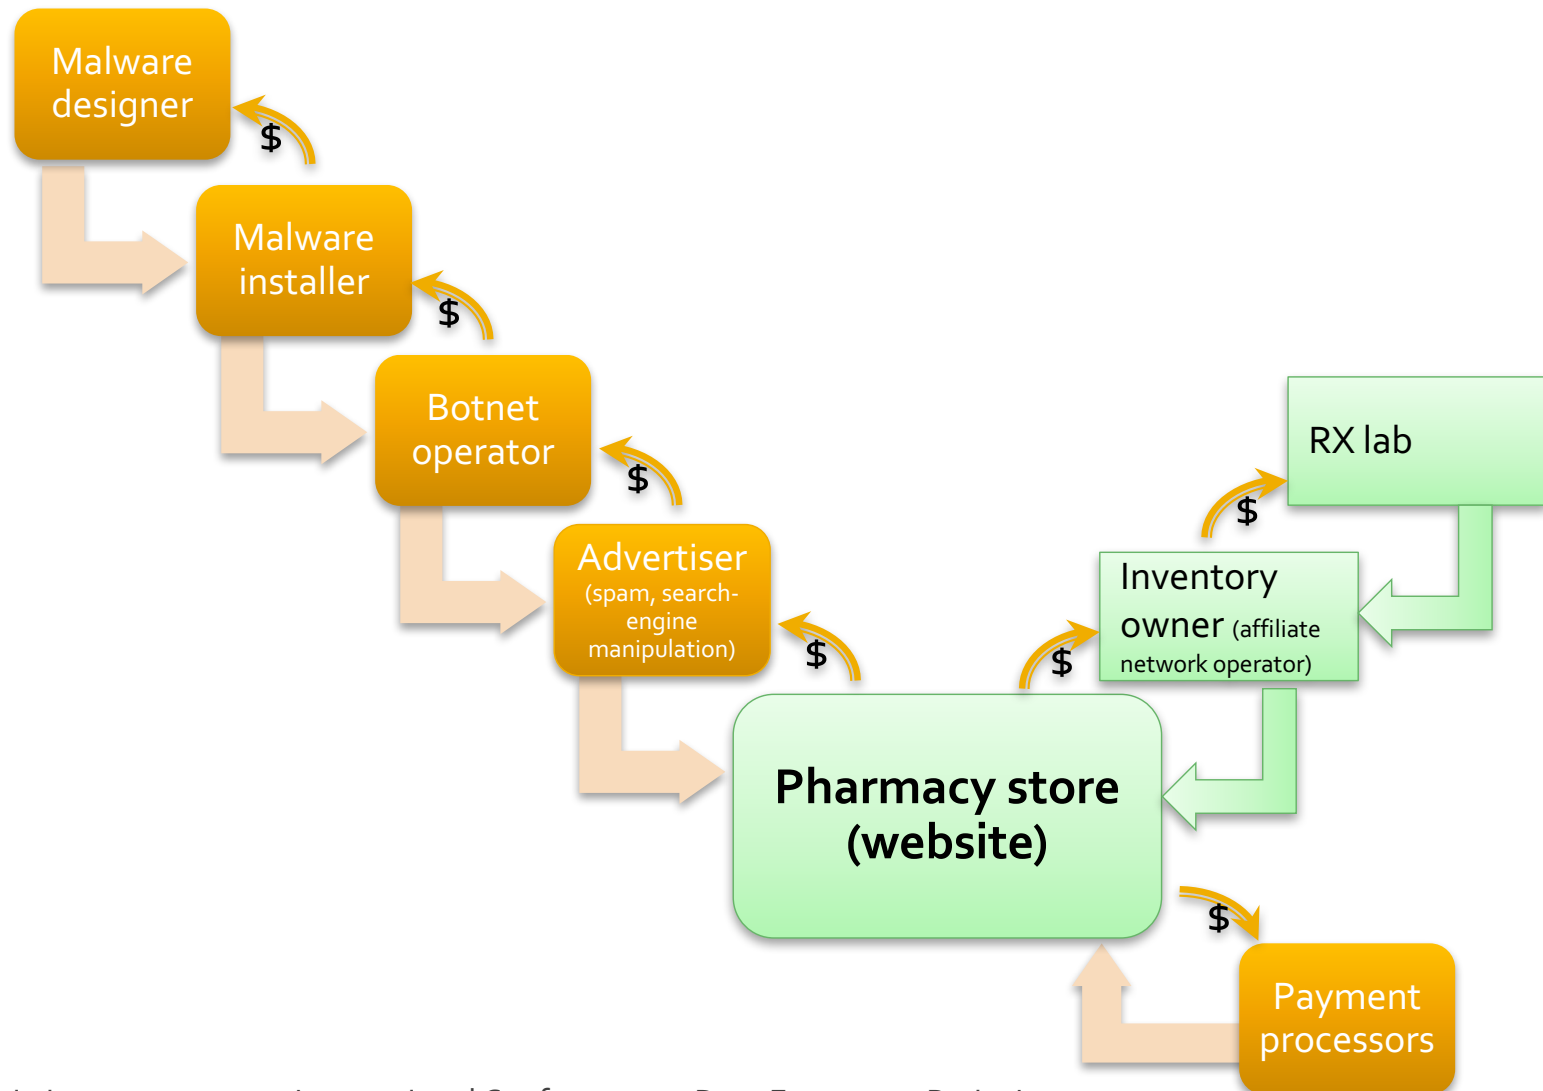 Malware
designer
$
Malware
installer
$
Botnet
operator
$
Advertiser
(spam, search-
engine
manipulation)
$
Pharmacy store
(website)
$
Inventory
owner (affiliate
network operator)
$
RX lab
$
Payment
processors